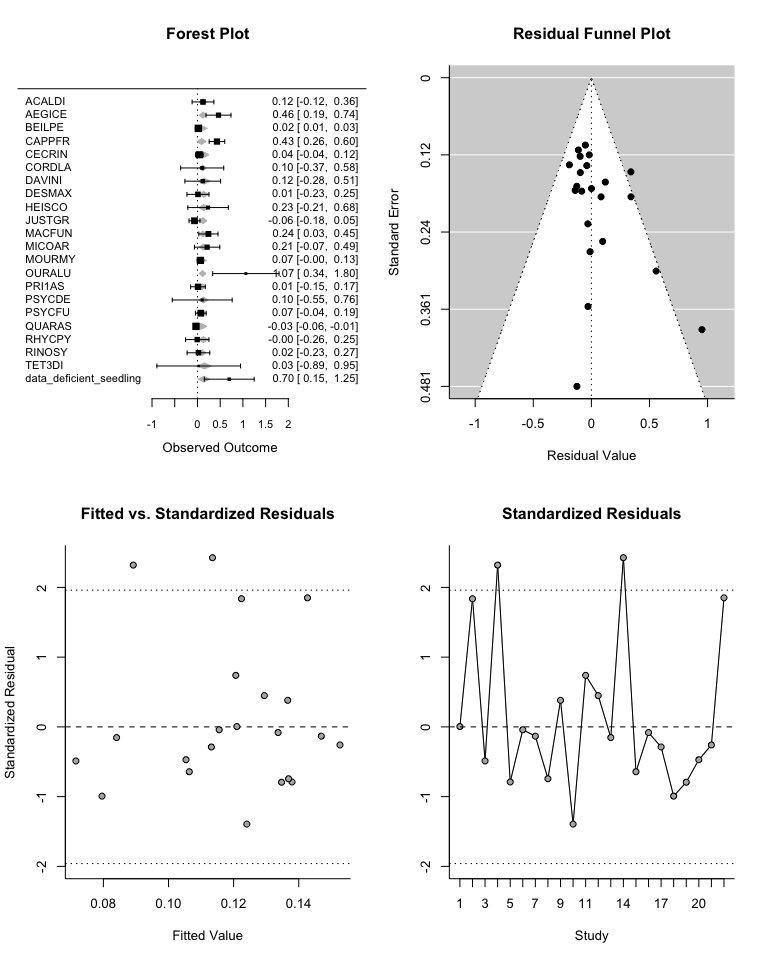 Forest Plot
ACALDI 0.12 [-0.12, 0.36]
AEGICE 0.46 [ 0.19, 0.74]
BEILPE 0.02 [ 0.01, 0.03]
CAPPFR 0.43 [ 0.26, 0.60]
CECRIN 0.04 [-0.04, 0.12]
CORDLA 0.10 [-0.37, 0.58]
DAVINI 0.12 [-0.28, 0.51]
DESMAX 0.01 [-0.23, 0.25]
HEISCO 0.23 [-0.21, 0.68]
JUSTGR -0.06 [-0.18, 0.05]
MACFUN 0.24 [ 0.03, 0.45]
MICOAR 0.21 [-0.07, 0.49]
MOURMY 0.07 [-0.00, 0.13]
OURALU .07 [ 0.34, 1.80]
PRI1AS 0.01 [-0.15, 0.17]
PSYCDE 0.10 [-0.55, 0.76]
PSYCFU 0.07 [-0.04, 0.19]
QUARAS -0.03 [-0.06, -0.01]
RHYCPY -0.00 [-0.26, 0.25]
RINOSY 0.02 [-0.23, 0.27]
TET3DI 0.03 [-0.89, 0.95]
data_deficient_seedling 0.70 [ 0.15, 1.25]
-1 0 0.5 1 1.5 2
Observed Outcome
Residual Funnel Plot
Standard Error
0
0.12
0.24
0.361
0.481
-1 -0.5 0 0.5 1
Residual Value
Fitted vs. Standardized Residuals
Standardized Residual
2
1
0
-1
-2
0.08 0.10 0.12 0.14
Fitted Value
Standardized Residuals
2
1
0
-1
-2
1 3 5 7 9 11 14 17 20
Study